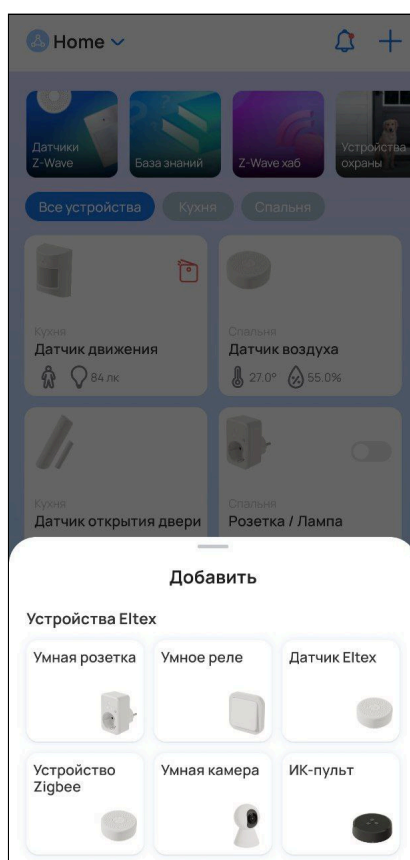 Home
Датчики
Z-Wave
База знаний
Z-Wave хаб
Устройства
охраны
Все устройства
Кухня
Спальня
Кухня
Датчик движения
84 лк
Спальня
Датчик воздуха
27.0°
55.0%
Кухня
Датчик открытия двери
Спальня
Розетка / Лампа
Добавить
Устройства Eltex
Умная розетка
Умное реле
Датчик Eltex
Устройство
Zigbee
Умная камера
ИК-пульт